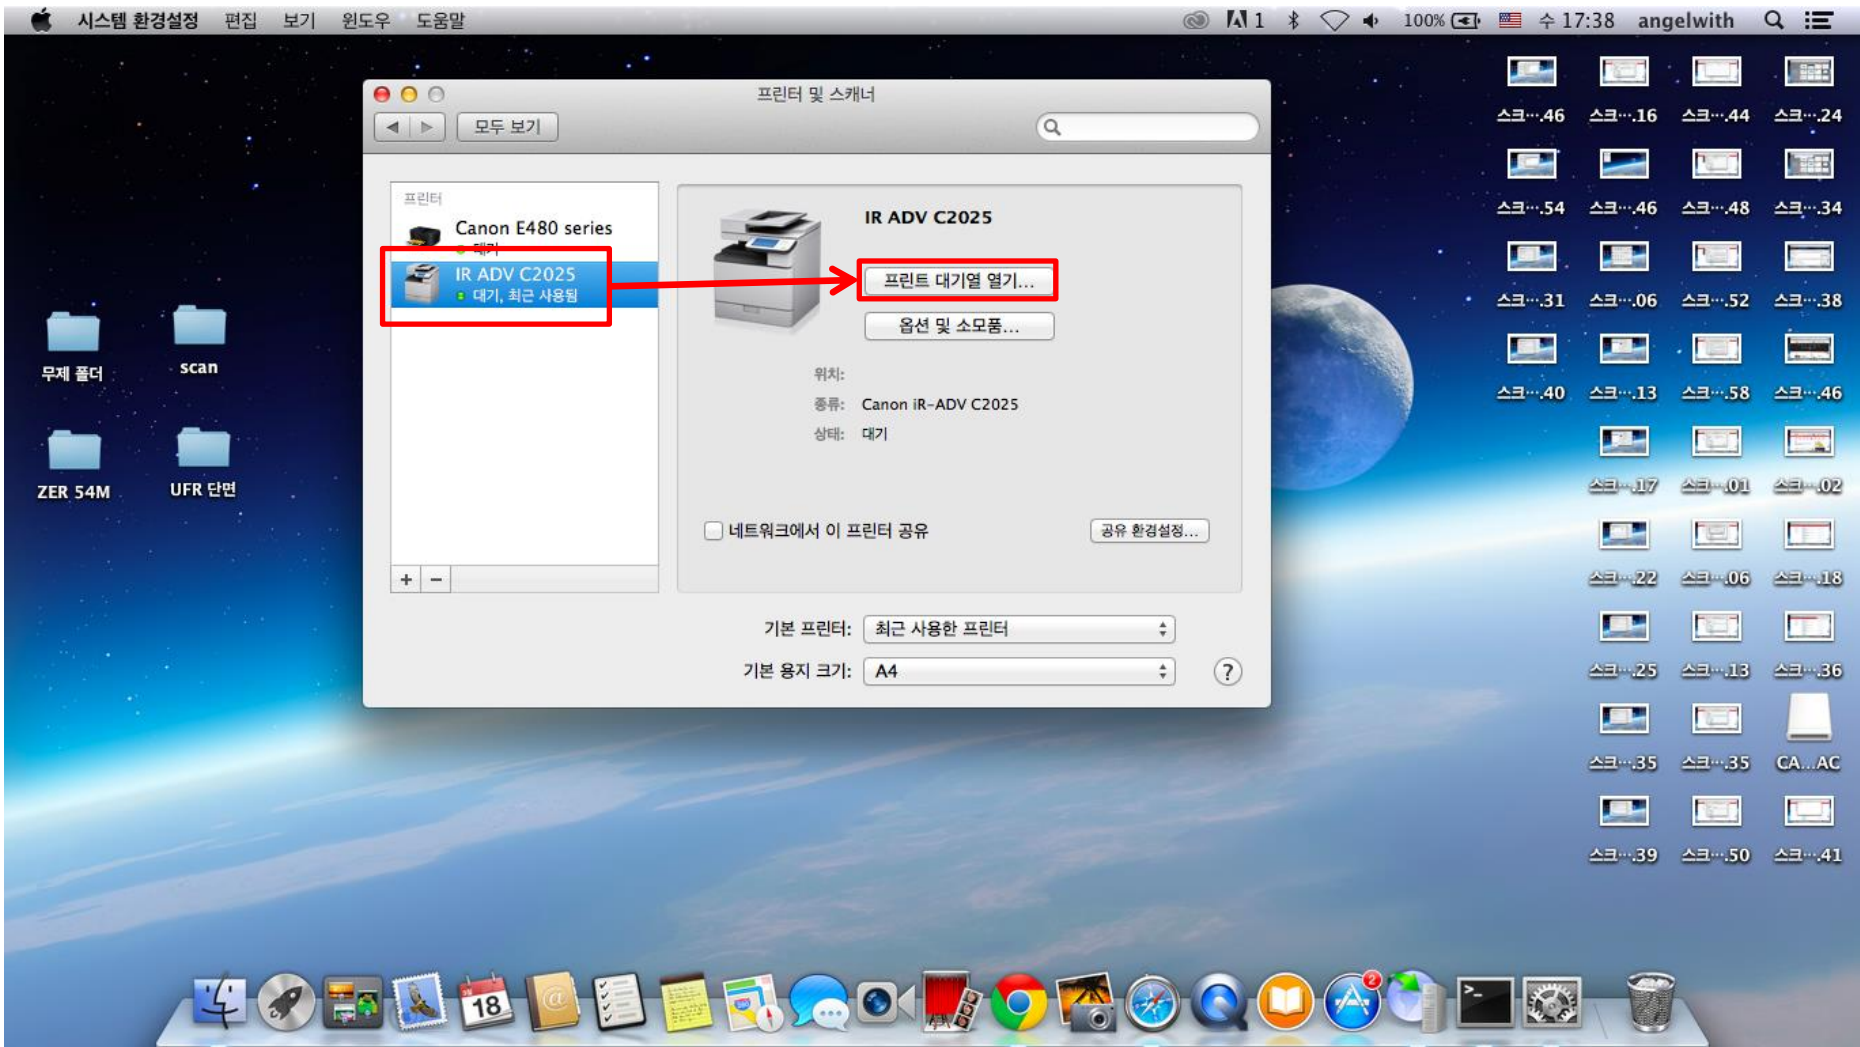 시스템 환경설정 편집 보기 윈도우 도움말
1 100% 수 17:38 angelwith
프린터 및 스캐너
모두 보기
프린터
Canon E480 series
대기
IR ADV C2025
대기, 최근 사용됨
IR ADV C2025
프린트 대기열 열기...
옵션 및 소모품...
위치:
종류: Canon iR-ADV C2025
상태: 대기
네트워크에서 이 프린터 공유
공유 환경설정...
+ −
기본 프린터: 최근 사용한 프린터
기본 용지 크기: A4
?
무제 폴더
scan
ZER 54M
UFR 단면
스크….46 스크….16 스크….44 스크….24
스크….54 스크….46 스크….48 스크….34
스크….31 스크….06 스크….52 스크….38
스크….40 스크….13 스크….58 스크….46
스크….17 스크….01 스크….02
스크….22 스크….06 스크….18
스크….25 스크….13 스크….36
스크….35 스크….35 CA...AC
스크….39 스크….50 스크….41
18
2